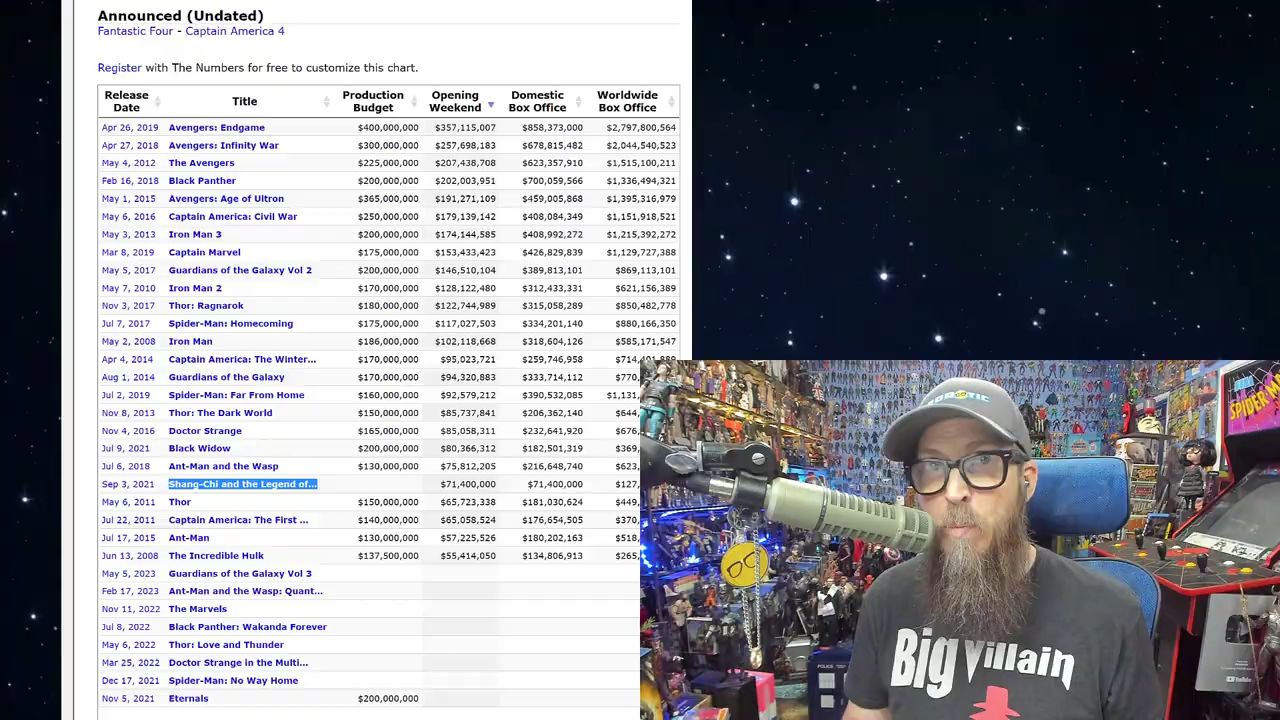 Announced (Undated)
Fantastic Four - Captain America 4
Register with The Numbers for free to customize this chart.
Release Date Title Production Budget Opening Weekend Domestic Box Office Worldwide Box Office
Apr 26, 2019 Avengers: Endgame $400,000,000 $357,115,007 $858,373,000 $2,797,800,564
Apr 27, 2018 Avengers: Infinity War $300,000,000 $257,698,183 $678,815,482 $2,044,540,523
May 4, 2012 The Avengers $225,000,000 $207,438,708 $623,357,910 $1,515,100,211
Feb 16, 2018 Black Panther $200,000,000 $202,003,951 $700,059,566 $1,336,494,321
May 1, 2015 Avengers: Age of Ultron $365,000,000 $191,271,109 $459,005,868 $1,395,316,979
May 6, 2016 Captain America: Civil War $250,000,000 $179,139,142 $408,084,349 $1,151,918,521
May 3, 2013 Iron Man 3 $200,000,000 $174,144,585 $408,992,272 $1,215,392,272
Mar 8, 2019 Captain Marvel $175,000,000 $153,433,423 $426,829,839 $1,129,727,388
May 5, 2017 Guardians of the Galaxy Vol 2 $200,000,000 $146,510,104 $389,813,101 $869,113,101
May 7, 2010 Iron Man 2 $170,000,000 $128,122,480 $312,433,331 $621,156,389
Nov 3, 2017 Thor: Ragnarok $180,000,000 $122,744,989 $315,058,289 $850,482,778
Jul 7, 2017 Spider-Man: Homecoming $175,000,000 $117,027,503 $334,201,140 $880,166,350
May 2, 2008 Iron Man $186,000,000 $102,118,668 $318,604,126 $585,171,547
Apr 4, 2014 Captain America: The Winter... $170,000,000 $95,023,721 $259,746,958 $714,401,889
Aug 1, 2014 Guardians of the Galaxy $170,000,000 $94,320,883 $333,714,112 $770,
Jul 2, 2019 Spider-Man: Far From Home $160,000,000 $92,579,212 $390,532,085 $1,131,
Nov 8, 2013 Thor: The Dark World $150,000,000 $85,737,841 $206,362,140 $644,
Nov 4, 2016 Doctor Strange $165,000,000 $85,058,311 $232,641,920 $676,
Jul 9, 2021 Black Widow $200,000,000 $80,366,312 $182,501,319 $369,
Jul 6, 2018 Ant-Man and the Wasp $130,000,000 $75,812,205 $216,648,740 $623,
Sep 3, 2021 Shang-Chi and the Legend of... $71,400,000 $71,400,000 $127,
May 6, 2011 Thor $150,000,000 $65,723,338 $181,030,624 $449,
Jul 22, 2011 Captain America: The First ... $140,000,000 $65,058,524 $176,654,505 $370,
Jul 17, 2015 Ant-Man $130,000,000 $57,225,526 $180,202,163 $518,
Jun 13, 2008 The Incredible Hulk $137,500,000 $55,414,050 $134,806,913 $265,
May 5, 2023 Guardians of the Galaxy Vol 3
Feb 17, 2023 Ant-Man and the Wasp: Quant...
Nov 11, 2022 The Marvels
Jul 8, 2022 Black Panther: Wakanda Forever
May 6, 2022 Thor: Love and Thunder
Mar 25, 2022 Doctor Strange in the Multi...
Dec 17, 2021 Spider-Man: No Way Home
Nov 5, 2021 Eternals $200,000,000
Big Villain
YouTube